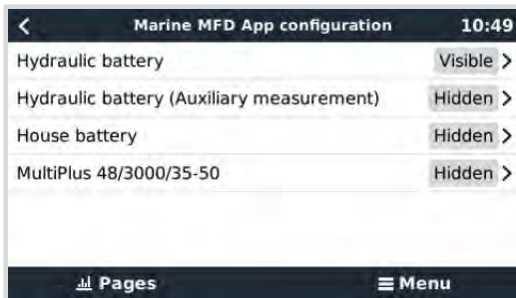 Marine MFD App configuration 10:49
Hydraulic battery Visible
Hydraulic battery (Auxiliary measurement) Hidden
House battery Hidden
MultiPlus 48/3000/35-50 Hidden
Pages Menu